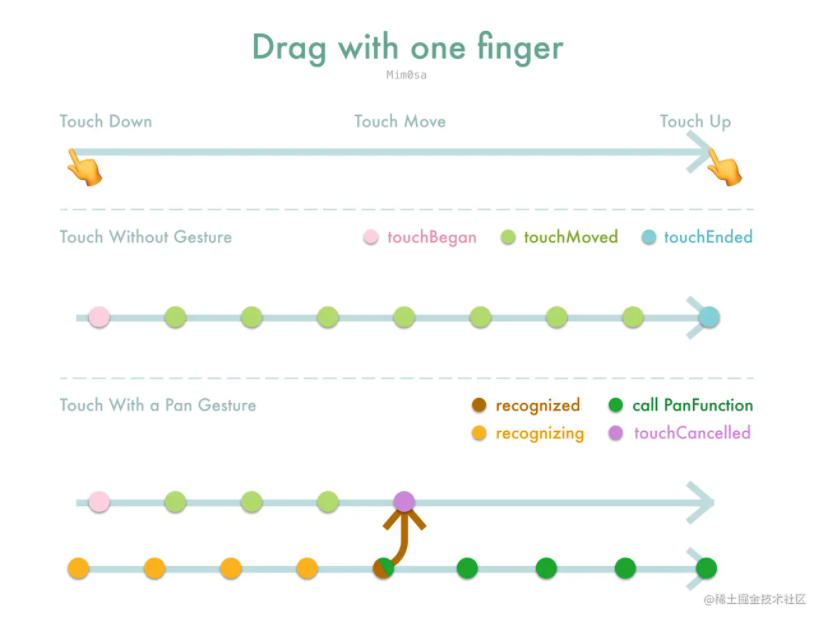 Drag with one finger
Mim0sa
Touch Down Touch Move Touch Up
Touch Without Gesture touchBegan touchMoved touchEnded
Touch With a Pan Gesture recognized call PanFunction
recognizing touchCancelled
@稀土掘金技术社区